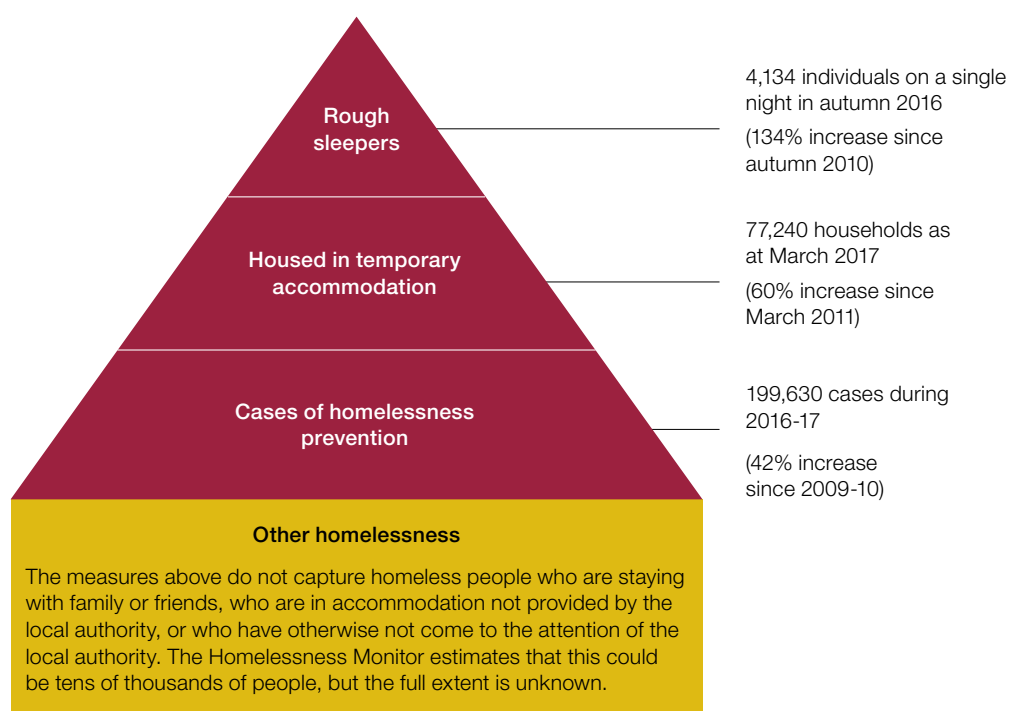 Rough
sleepers
4,134 individuals on a single
night in autumn 2016
(134% increase since
autumn 2010)
Housed in temporary
accommodation
77,240 households as
at March 2017
(60% increase since
March 2011)
Cases of homelessness
prevention
199,630 cases during
2016-17
(42% increase
since 2009-10)
Other homelessness
The measures above do not capture homeless people who are staying
with family or friends, who are in accommodation not provided by the
local authority, or who have otherwise not come to the attention of the
local authority. The Homelessness Monitor estimates that this could
be tens of thousands of people, but the full extent is unknown.